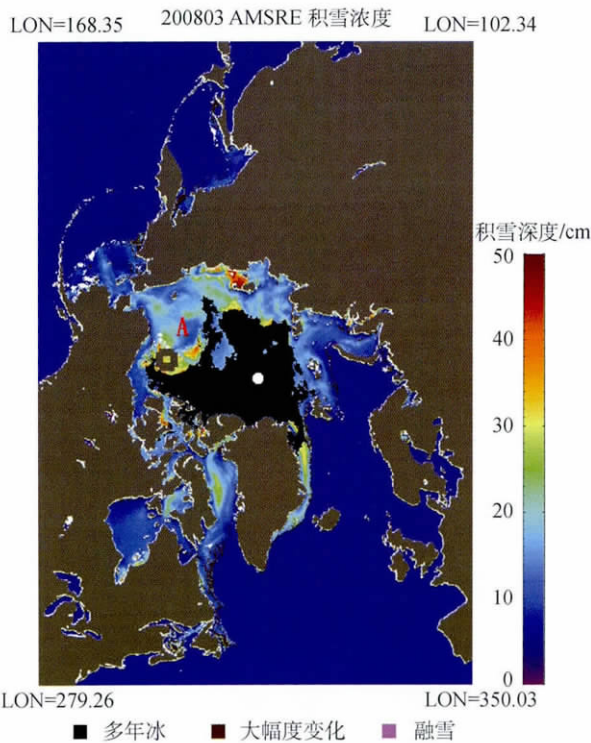 200803 AMSRE 积雪浓度
LON=168.35
LON=102.34
A
积雪深度/cm
50
40
30
20
10
0
LON=279.26
LON=350.03
多年冰 大幅度变化 融雪